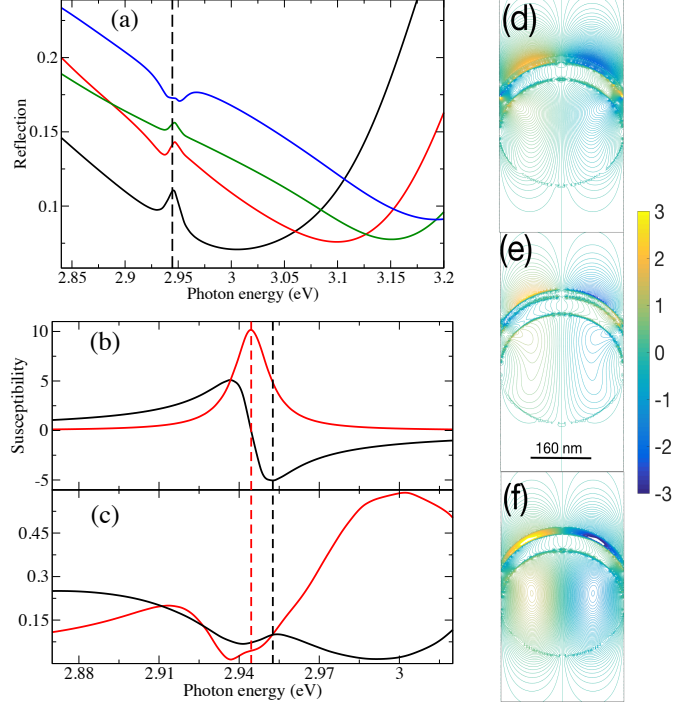 (a)
0.2
0.15
0.1
Reflection
2.85 2.9 2.95 3 3.05 3.1 3.15 3.2
Photon energy (eV)
(b)
10
5
0
-5
Susceptibility
(c)
0.45
0.3
0.15
2.88 2.91 2.94 2.97 3
Photon energy (eV)
(d)
(e)
160 nm
(f)
3
2
1
0
-1
-2
-3